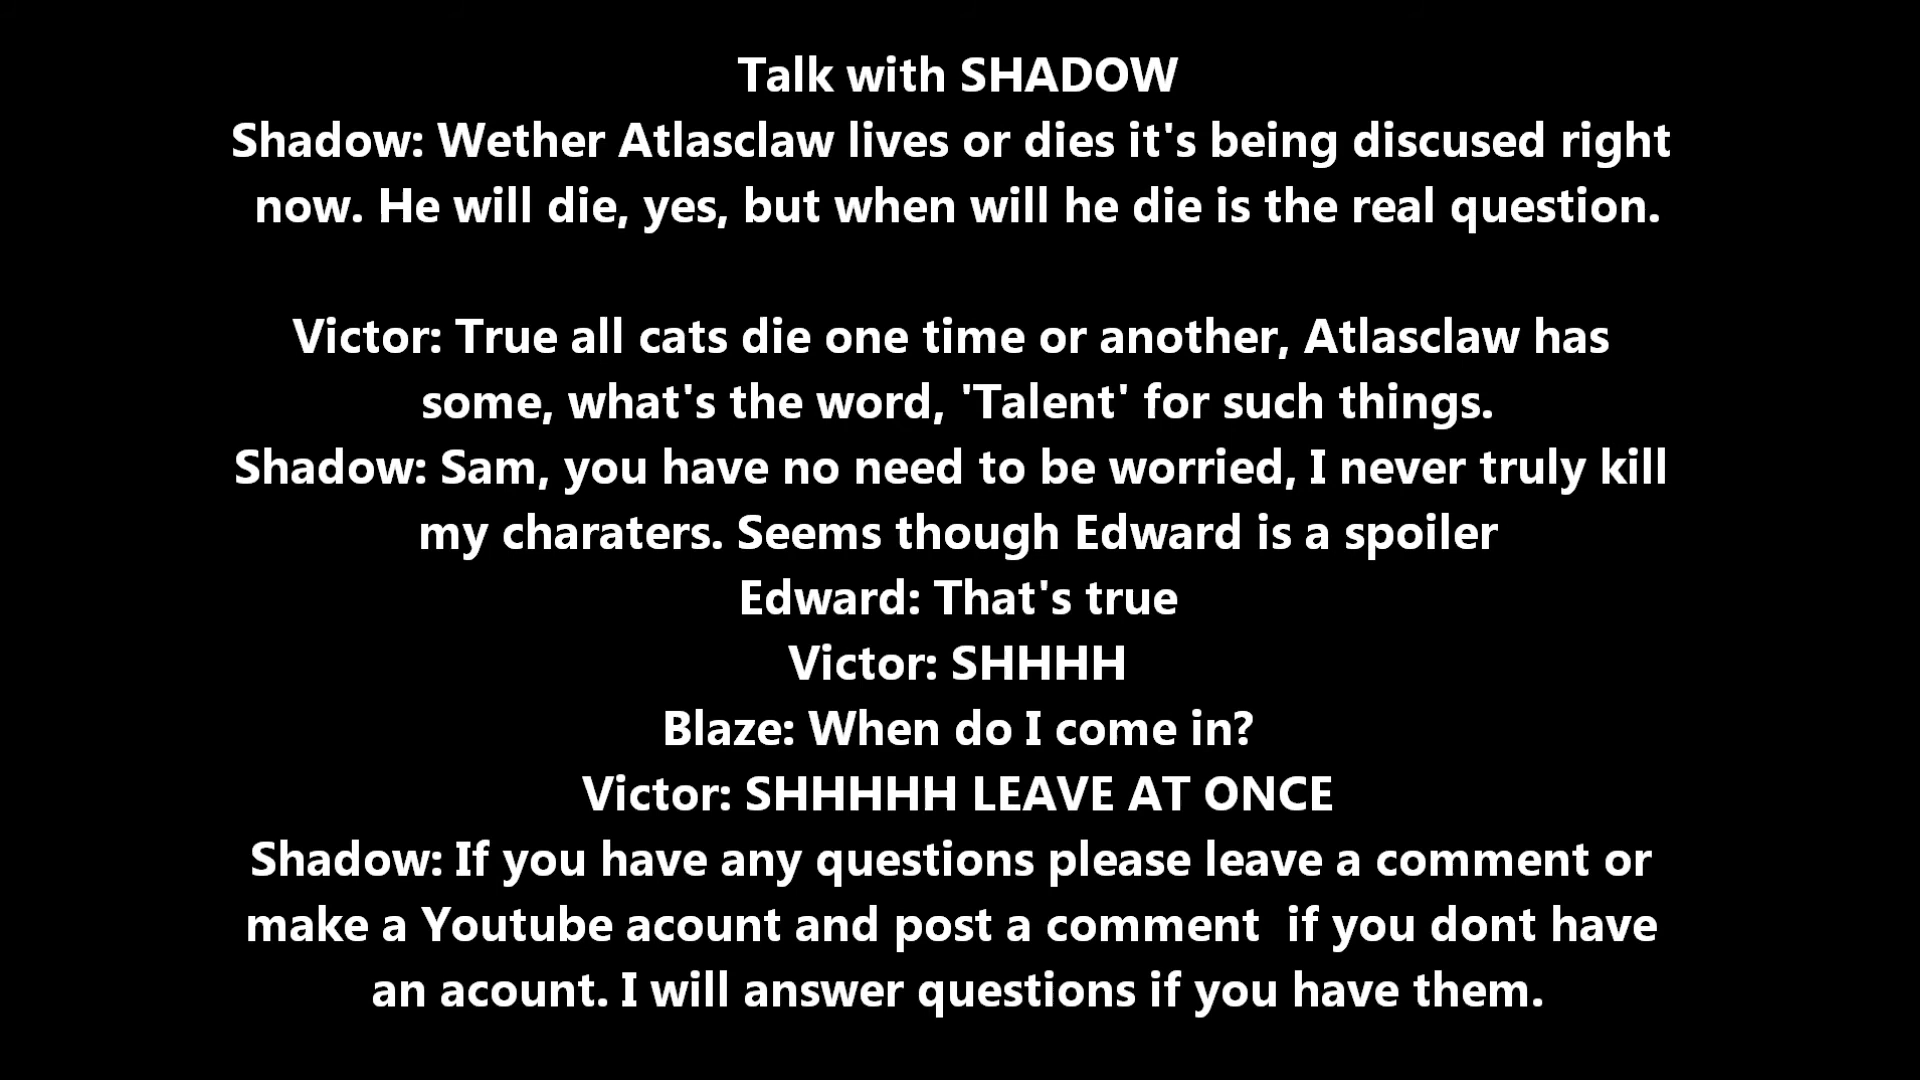 Talk with SHADOW
Shadow: Wether Atlasclaw lives or dies it's being discused right
now. He will die, yes, but when will he die is the real question.
Victor: True all cats die one time or another, Atlasclaw has
some, what's the word, 'Talent' for such things.
Shadow: Sam, you have no need to be worried, I never truly kill
my charaters. Seems though Edward is a spoiler
Edward: That's true
Victor: SHHHH
Blaze: When do I come in?
Victor: SHHHHH LEAVE AT ONCE
Shadow: If you have any questions please leave a comment or
make a Youtube acount and post a comment  if you dont have
an acount. I will answer questions if you have them.